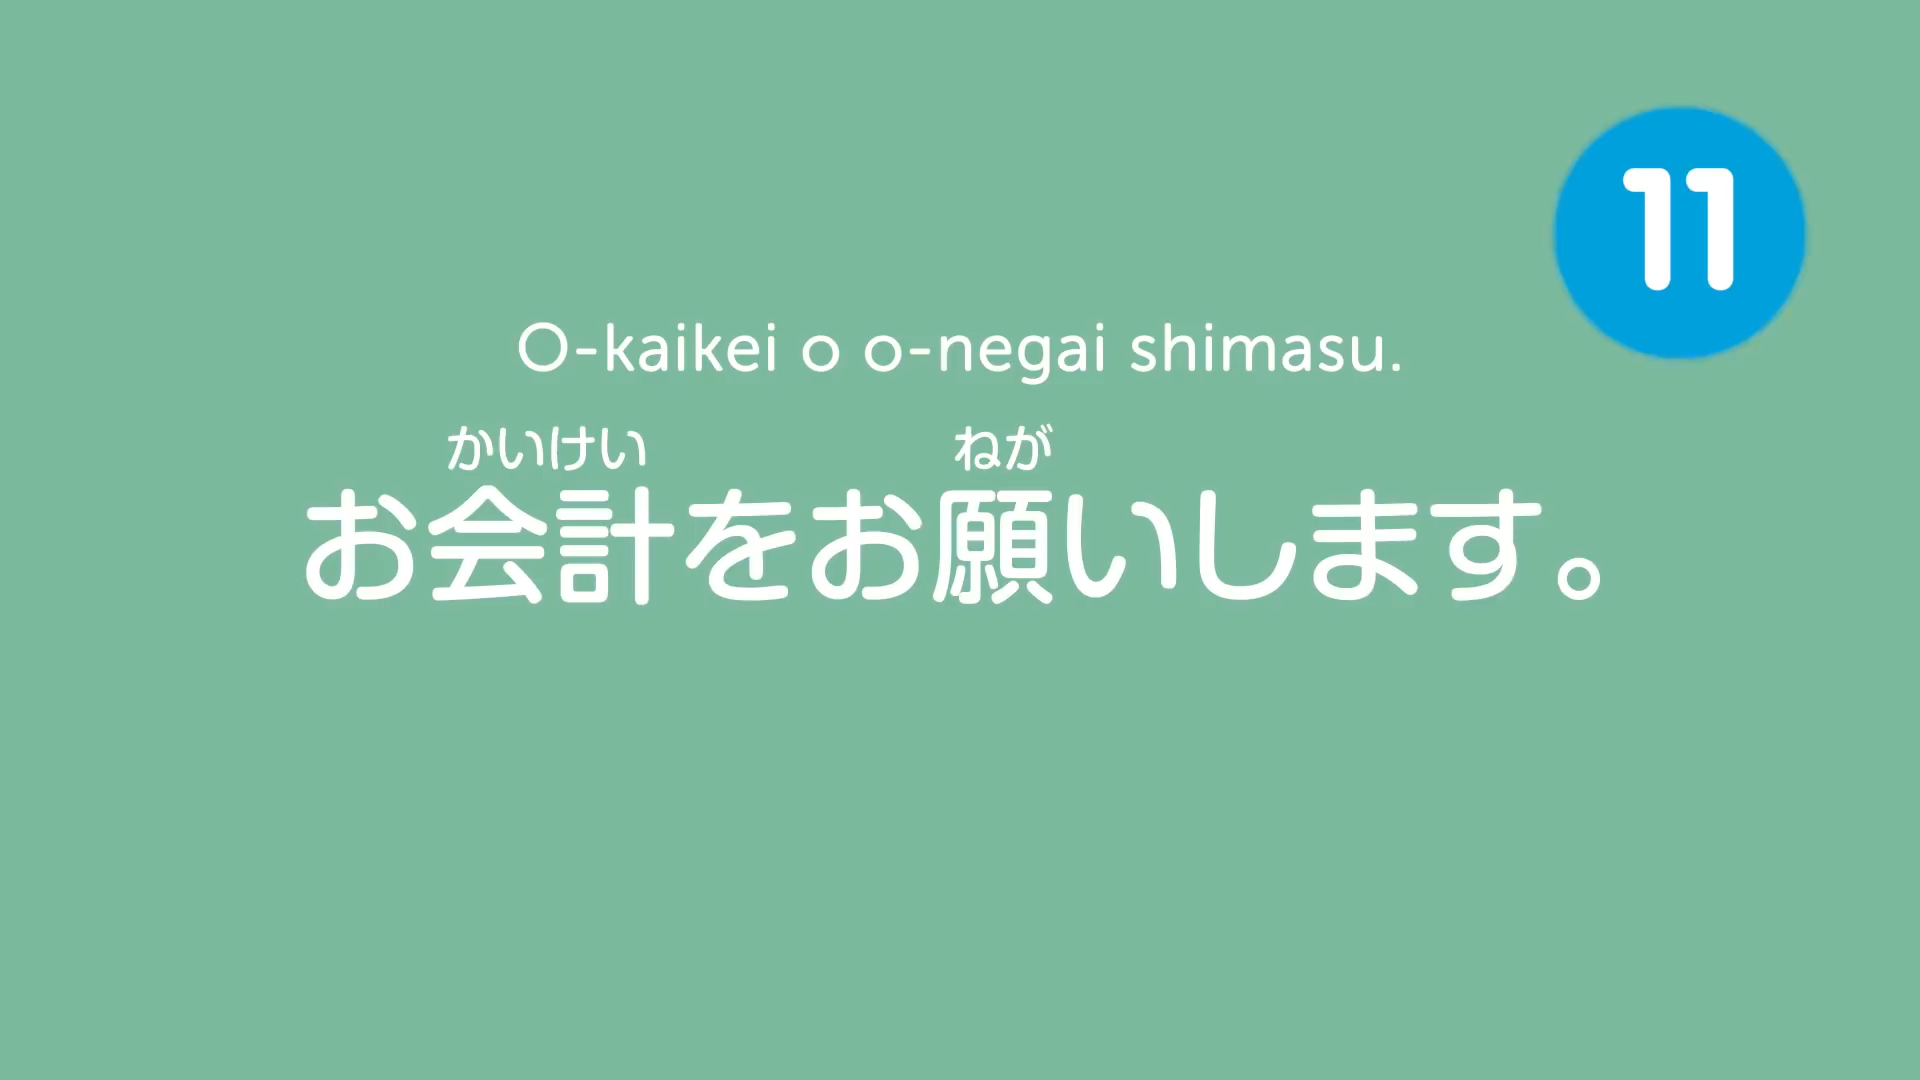 11
O-kaikei o o-negai shimasu.
かいけい ねが
お会計をお願いします。